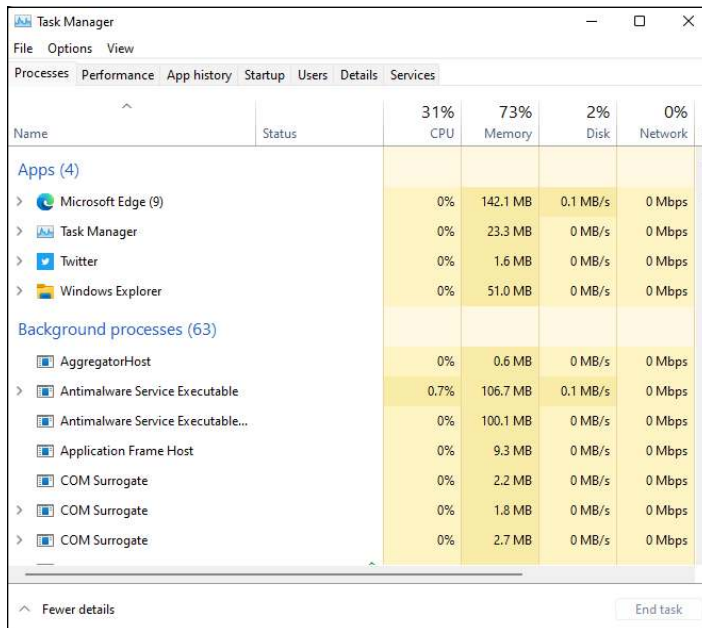 Task Manager
File Options View
Processes Performance App history Startup Users Details Services
31% 73% 2% 0%
Name Status CPU Memory Disk Network
Apps (4)
Microsoft Edge (9) 0% 142.1 MB 0.1 MB/s 0 Mbps
Task Manager 0% 23.3 MB 0 MB/s 0 Mbps
Twitter 0% 1.6 MB 0 MB/s 0 Mbps
Windows Explorer 0% 51.0 MB 0 MB/s 0 Mbps
Background processes (63)
AggregatorHost 0% 0.6 MB 0 MB/s 0 Mbps
Antimalware Service Executable 0.7% 106.7 MB 0.1 MB/s 0 Mbps
Antimalware Service Executable... 0% 100.1 MB 0 MB/s 0 Mbps
Application Frame Host 0% 9.3 MB 0 MB/s 0 Mbps
COM Surrogate 0% 2.2 MB 0 MB/s 0 Mbps
COM Surrogate 0% 1.8 MB 0 MB/s 0 Mbps
COM Surrogate 0% 2.7 MB 0 MB/s 0 Mbps
Fewer details End task